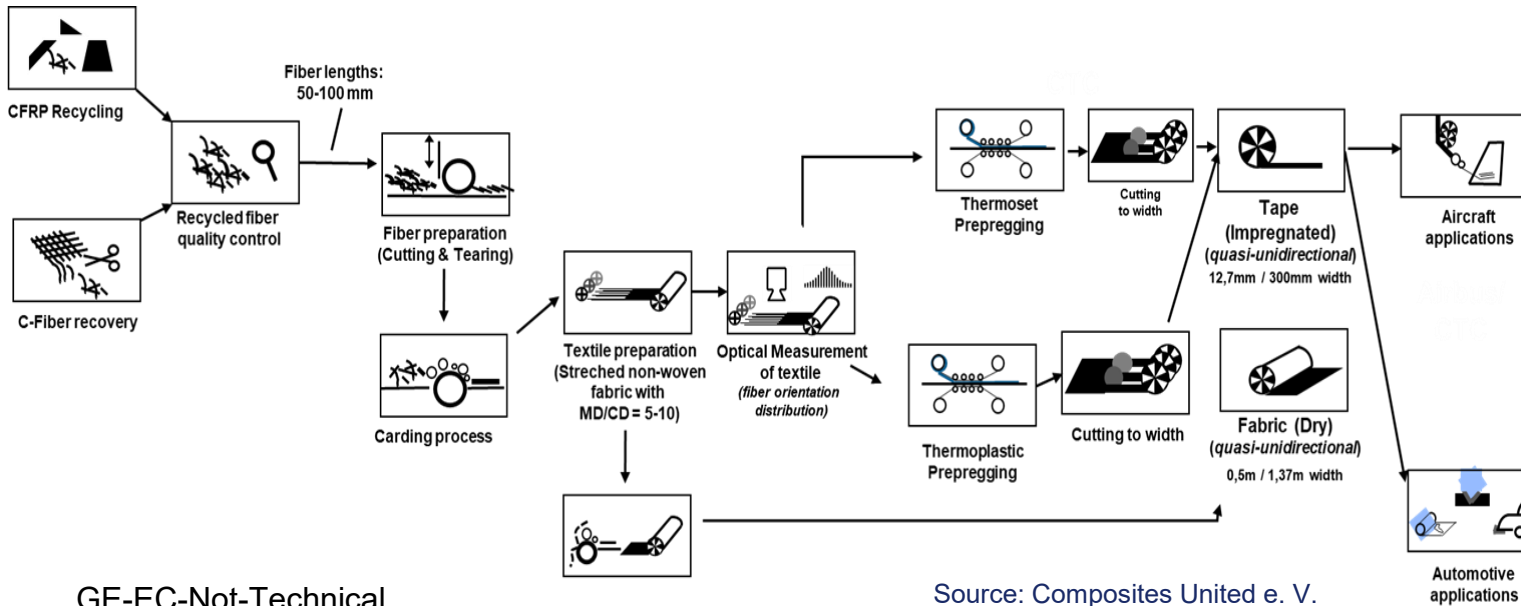 CFRP Recycling
C-Fiber recovery
Recycled fiber
quality control
Fiber lengths:
50-100 mm
Fiber preparation
(Cutting & Tearing)
Carding process
Textile preparation
(Streched non-woven
fabric with
MD/CD = 5-10)
Optical Measurement
of textile
(fiber orientation
distribution)
Thermoset
Prepregging
Cutting
to width
Thermoplastic
Prepregging
Cutting to width
Tape
(Impregnated)
(quasi-unidirectional)
12,7mm / 300mm width
Fabric (Dry)
(quasi-unidirectional)
0,5m / 1,37m width
Aircraft
applications
Automotive
applications
GE-EC-Not-Technical
Source: Composites United e. V.